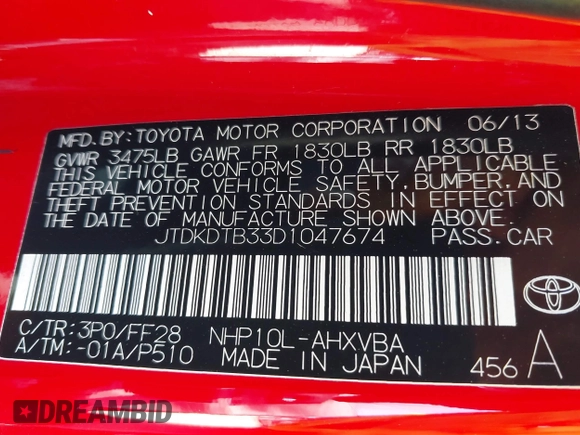 MFD.BY:TOYOTA MOTOR CORPORATION 06/13
GVWR 3475LB GAWR FR 1830LB RR 1830LB
THIS VEHICLE CONFORMS TO ALL APPLICABLE
FEDERAL MOTOR VEHICLE SAFETY,BUMPER,AND
THEFT PREVENTION STANDARDS IN EFFECT ON
THE DATE OF MANUFACTURE SHOWN ABOVE.
JTDKDTB33D1047674 PASS.CAR
C/TR:3P0/FF28 NHP10L-AHXVBA
A/TM:-01A/P510 MADE IN JAPAN 456 A
TOYOTA
DREAMBID